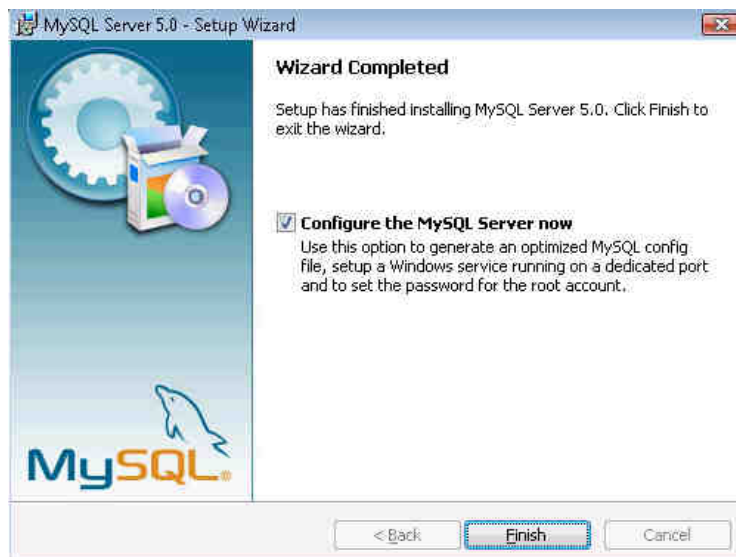 MySQL Server 5.0 - Setup Wizard
Wizard Completed
Setup has finished installing MySQL Server 5.0. Click Finish to
exit the wizard.
Configure the MySQL Server now
Use this option to generate an optimized MySQL config
file, setup a Windows service running on a dedicated port
and to set the password for the root account.
MySQL®
< Back
Finish
Cancel